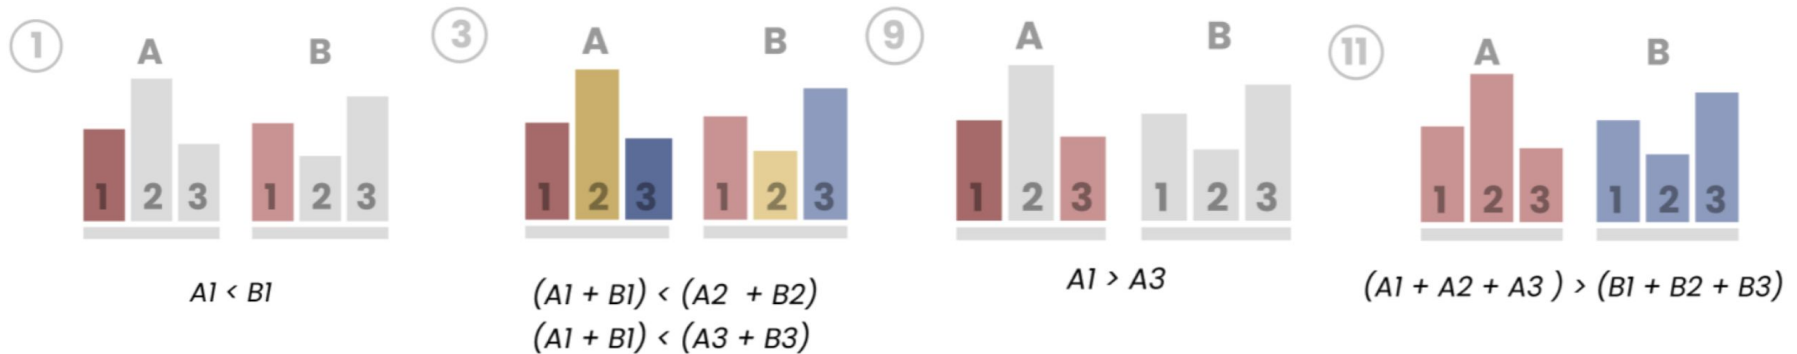 1
A
B
1 2 3
1 2 3
A1 < B1
3
A
B
1 2 3
1 2 3
(A1 + B1) < (A2 + B2)
(A1 + B1) < (A3 + B3)
9
A
B
1 2 3
1 2 3
A1 > A3
11
A
B
1 2 3
1 2 3
(A1 + A2 + A3 ) > (B1 + B2 + B3)